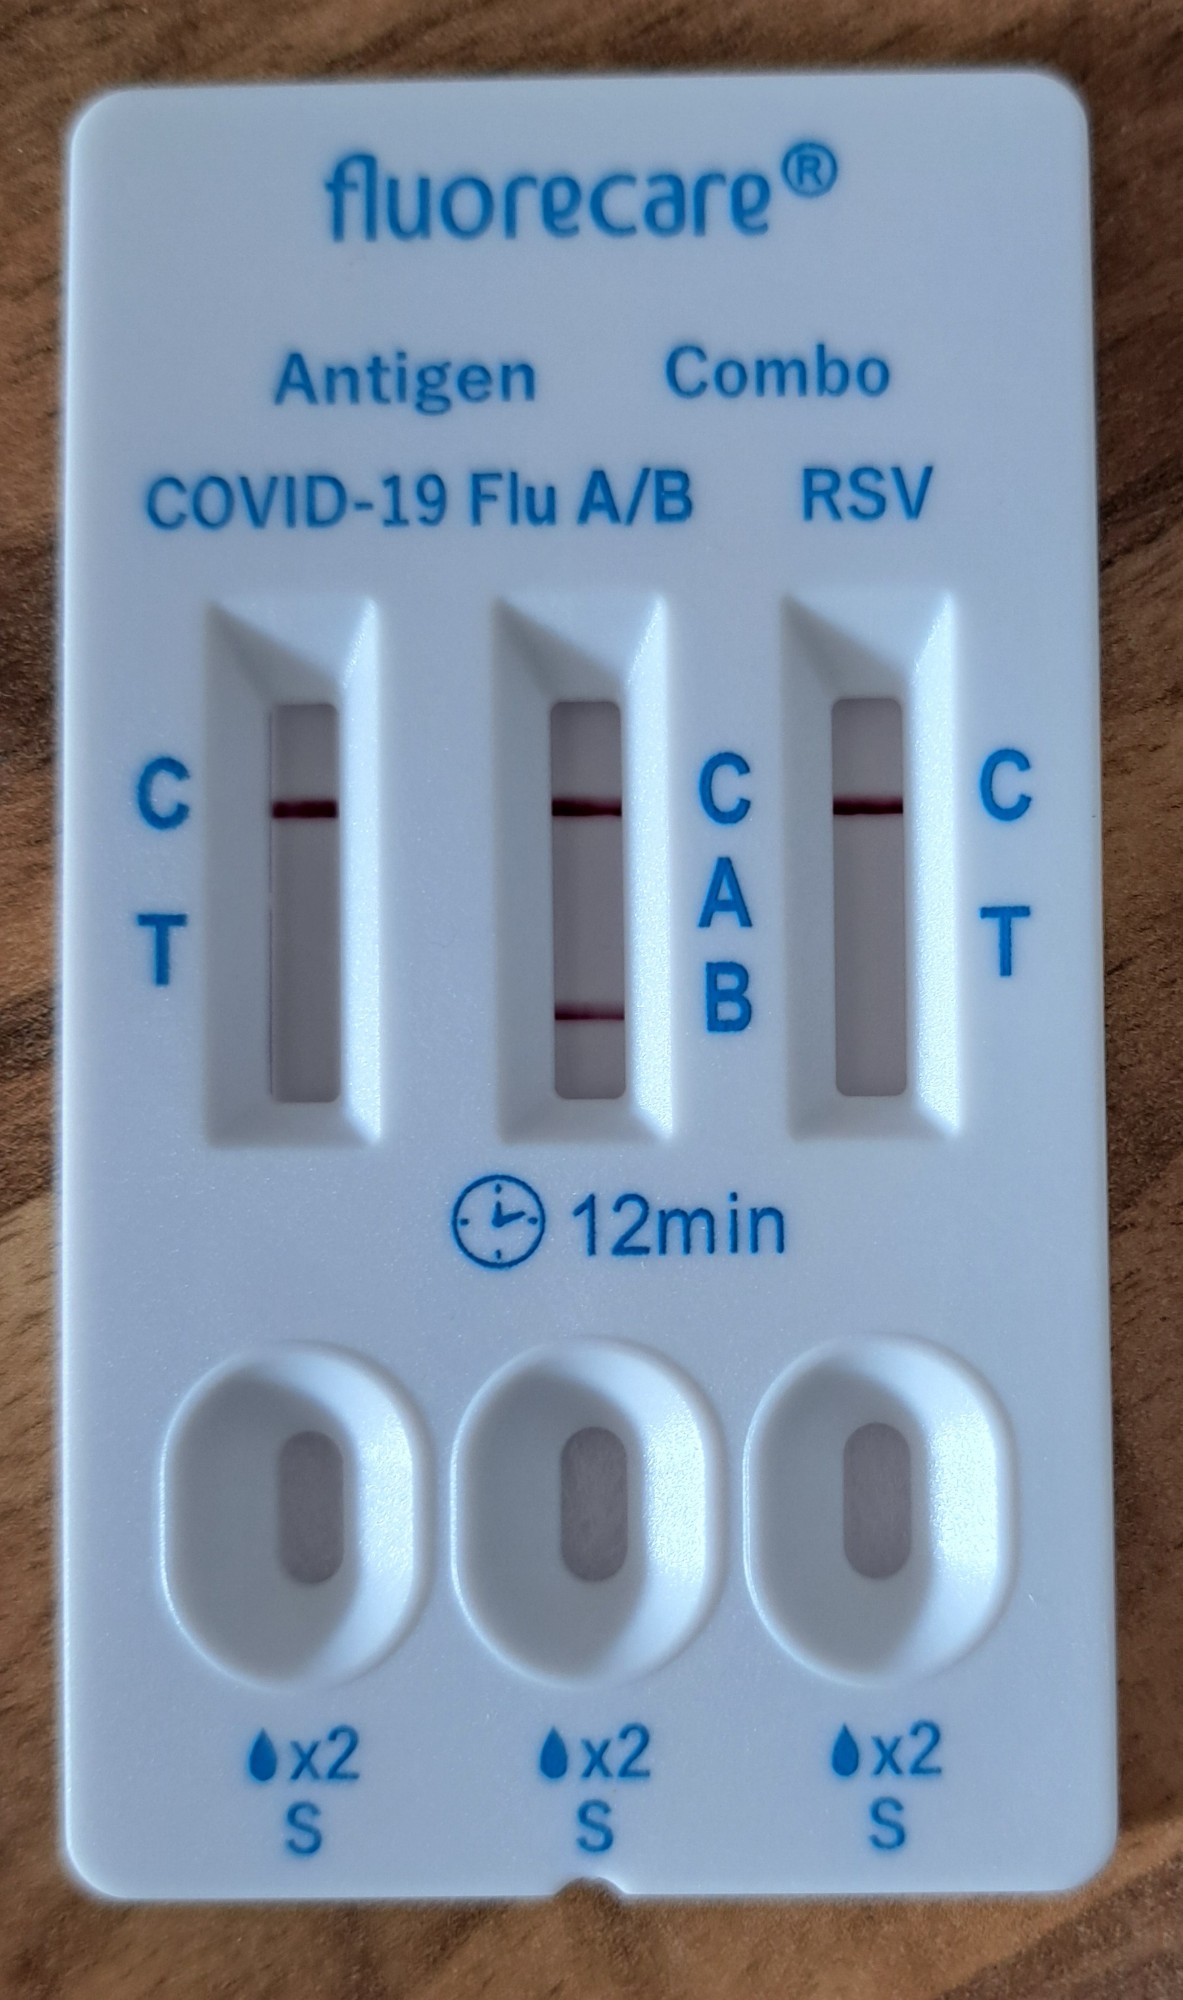 fluorecare®
Antigen Combo
COVID-19 Flu A/B RSV
C C C
A
T T
B
12min
x2 x2 x2
S S S